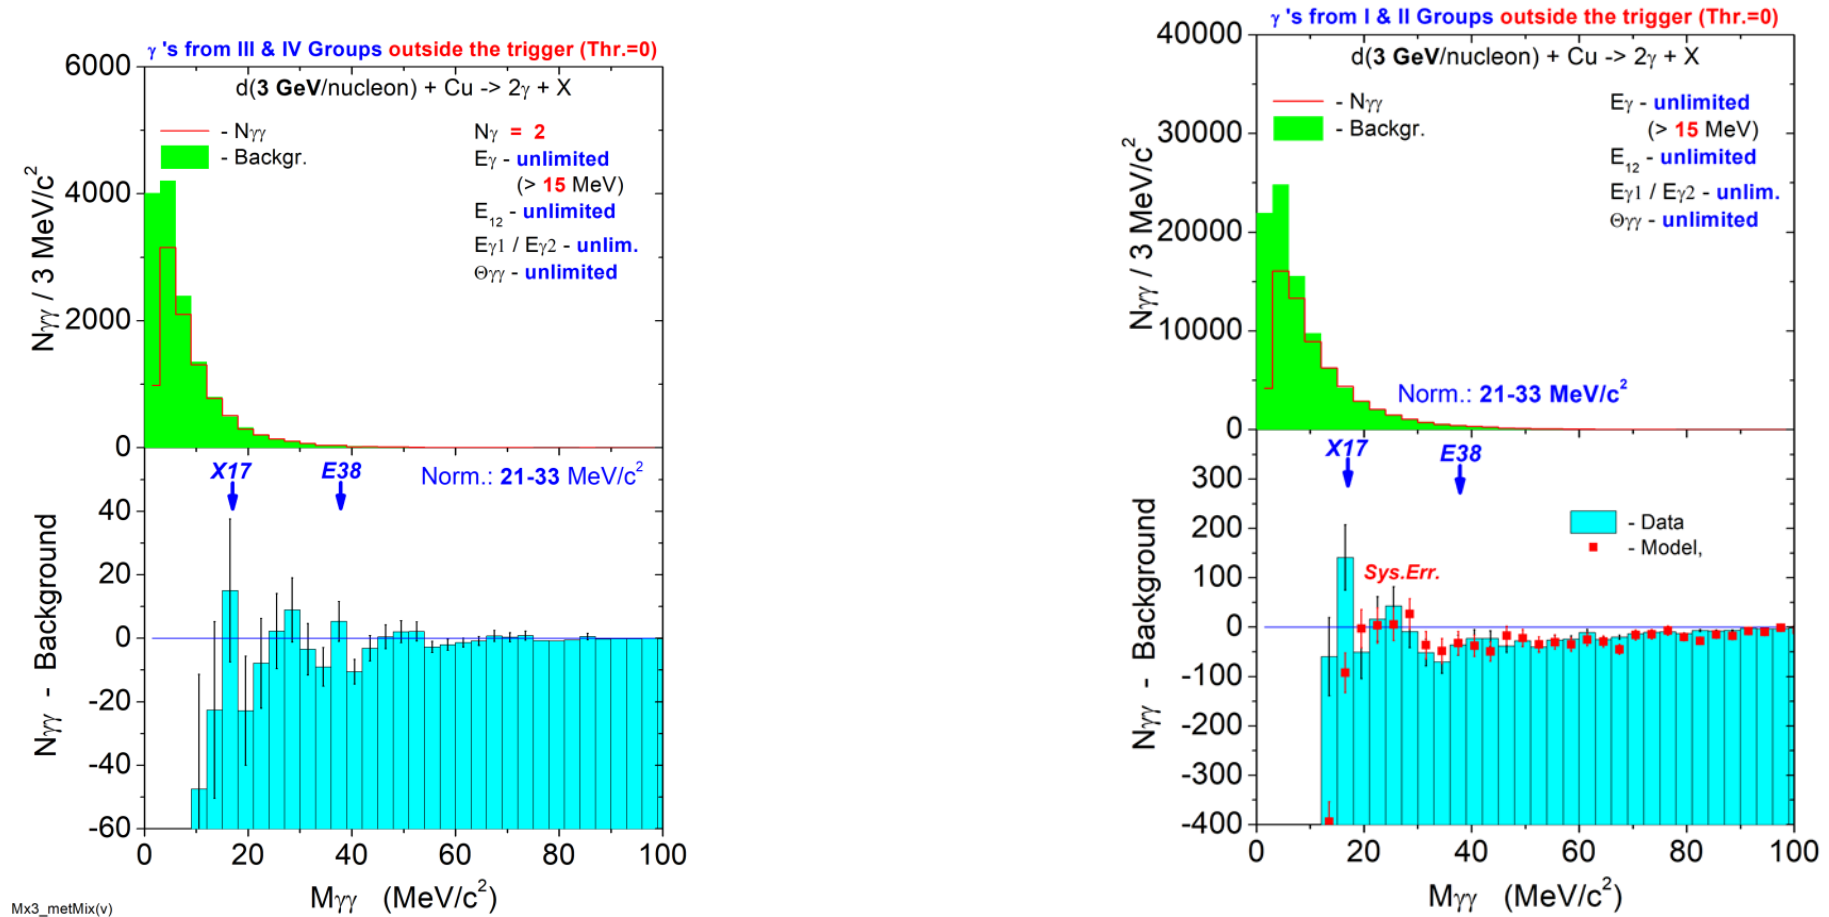 γ 's from III & IV Groups outside the trigger (Thr.=0)
d(3 GeV/nucleon) + Cu -> 2γ + X
- Nγγ
- Backgr.
Nγ = 2
Eγ - unlimited
(> 15 MeV)
E12 - unlimited
Eγ1 / Eγ2 - unlim.
Θγγ - unlimited
Nγγ / 3 MeV/c²
6000
4000
2000
0
X17
E38
Norm.: 21-33 MeV/c²
Nγγ - Background
40
20
0
-20
-40
-60
0 20 40 60 80 100
Mγγ (MeV/c²)
Mx3_metMix(v)
γ 's from I & II Groups outside the trigger (Thr.=0)
d(3 GeV/nucleon) + Cu -> 2γ + X
- Nγγ
- Backgr.
Eγ - unlimited
(> 15 MeV)
E12 - unlimited
Eγ1 / Eγ2 - unlim.
Θγγ - unlimited
Norm.: 21-33 MeV/c²
Nγγ / 3 MeV/c²
40000
30000
20000
10000
0
X17
E38
- Data
- Model,
Sys.Err.
Nγγ - Background
300
200
100
0
-100
-200
-300
-400
0 20 40 60 80 100
Mγγ (MeV/c²)